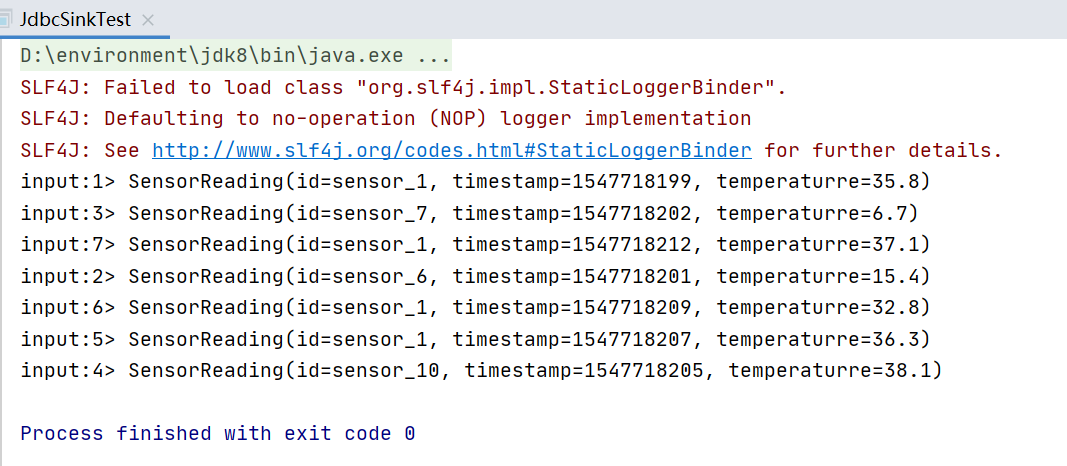 JdbcSinkTest
D:\environment\jdk8\bin\java.exe ...
SLF4J: Failed to load class "org.slf4j.impl.StaticLoggerBinder".
SLF4J: Defaulting to no-operation (NOP) logger implementation
SLF4J: See http://www.slf4j.org/codes.html#StaticLoggerBinder for further details.
input:1> SensorReading(id=sensor_1, timestamp=1547718199, temperaturre=35.8)
input:3> SensorReading(id=sensor_7, timestamp=1547718202, temperaturre=6.7)
input:7> SensorReading(id=sensor_1, timestamp=1547718212, temperaturre=37.1)
input:2> SensorReading(id=sensor_6, timestamp=1547718201, temperaturre=15.4)
input:6> SensorReading(id=sensor_1, timestamp=1547718209, temperaturre=32.8)
input:5> SensorReading(id=sensor_1, timestamp=1547718207, temperaturre=36.3)
input:4> SensorReading(id=sensor_10, timestamp=1547718205, temperaturre=38.1)
Process finished with exit code 0